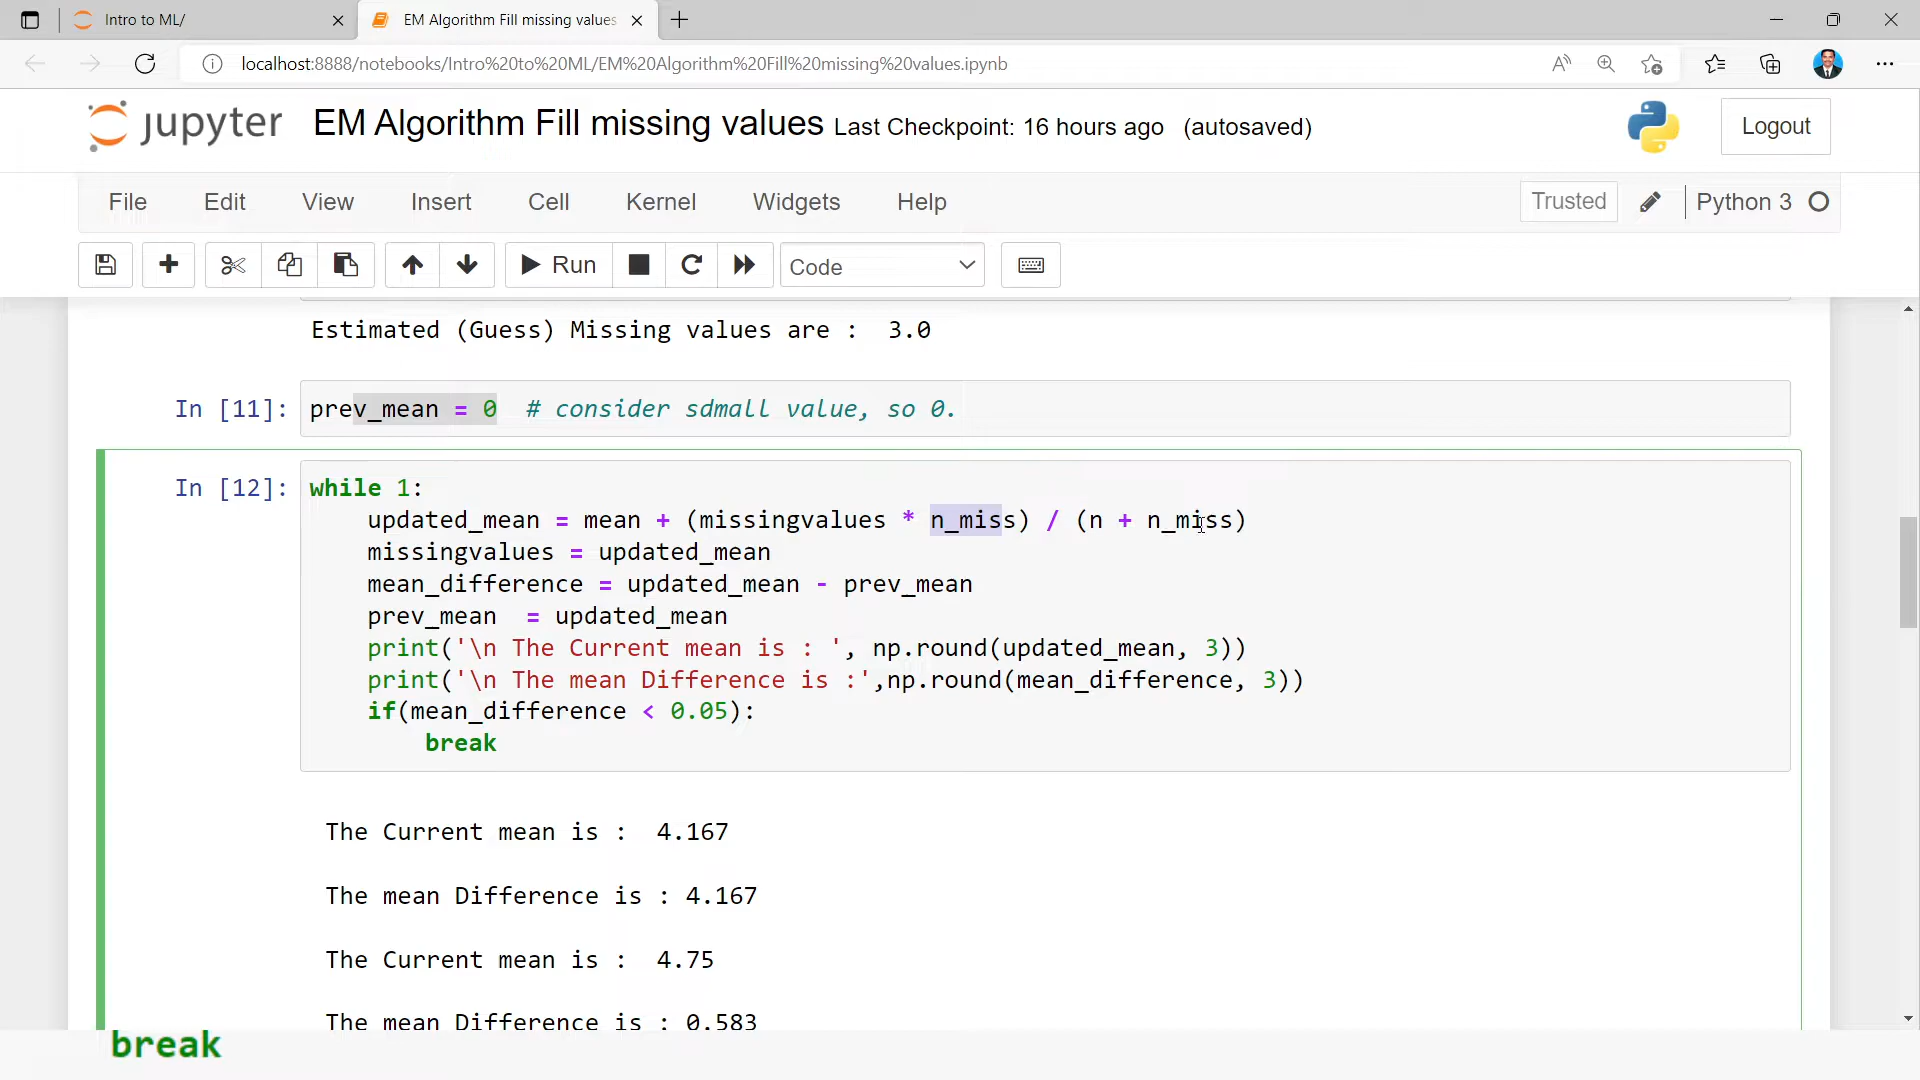 Intro to ML/
EM Algorithm Fill missing values
localhost:8888/notebooks/Intro%20to%20ML/EM%20Algorithm%20Fill%20missing%20values.ipynb
jupyter EM Algorithm Fill missing values Last Checkpoint: 16 hours ago (autosaved)
Logout
File Edit View Insert Cell Kernel Widgets Help
Trusted
Python 3
Run
Code
Estimated (Guess) Missing values are :  3.0
In [11]: prev_mean = 0  # consider sdmall value, so 0.
In [12]: while 1:
    updated_mean = mean + (missingvalues * n_miss) / (n + n_miss)
    missingvalues = updated_mean
    mean_difference = updated_mean - prev_mean
    prev_mean  = updated_mean
    print('\n The Current mean is : ', np.round(updated_mean, 3))
    print('\n The mean Difference is :',np.round(mean_difference, 3))
    if(mean_difference < 0.05):
        break
The Current mean is :  4.167
The mean Difference is : 4.167
The Current mean is :  4.75
The mean Difference is : 0.583
break